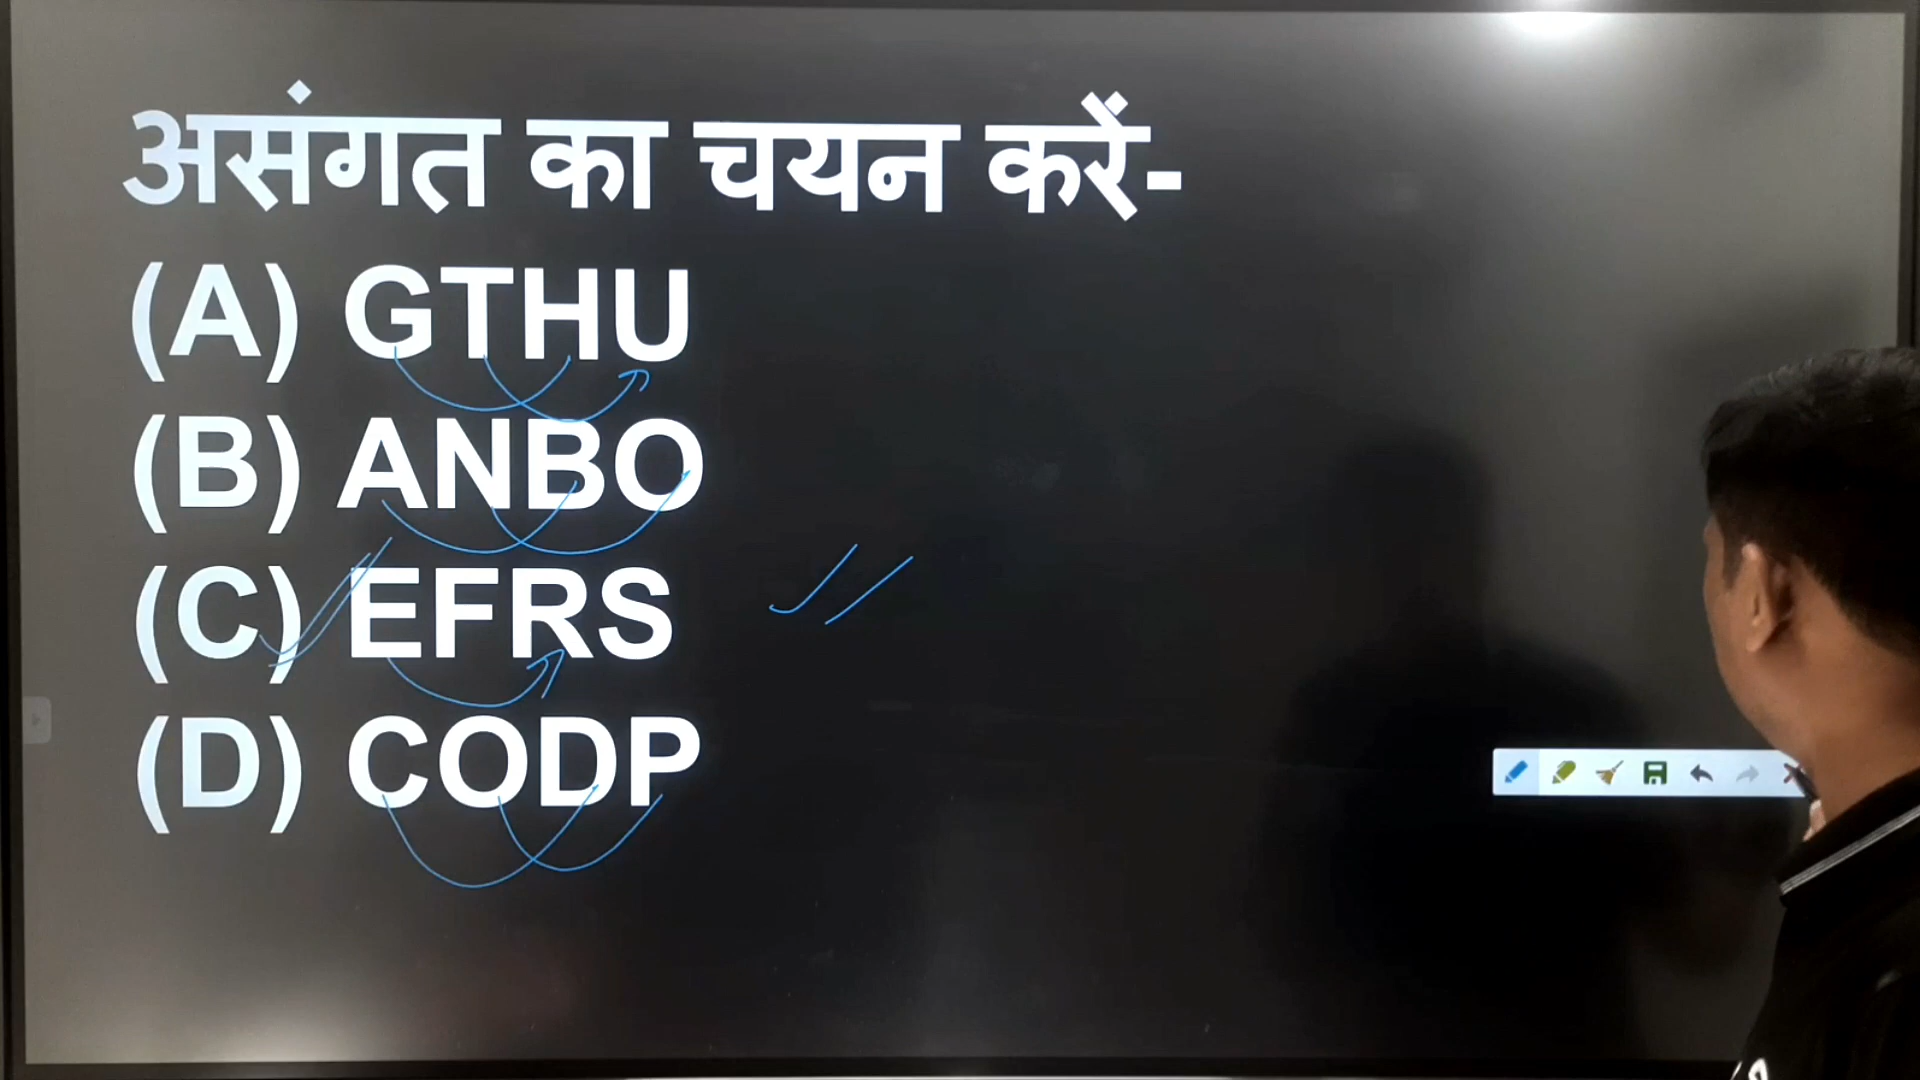 असंगत का चयन करें-
(A) GTHU
(B) ANBO
(C) EFRS
(D) CODP